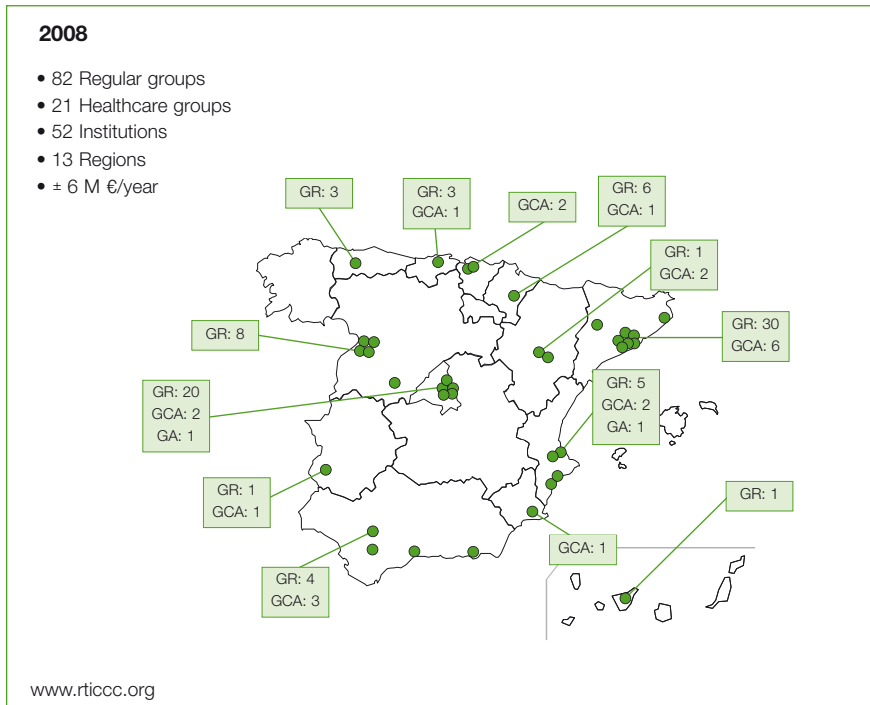 2008
• 82 Regular groups
• 21 Healthcare groups
• 52 Institutions
• 13 Regions
• ± 6 M €/year
GR: 3
GR: 3
GCA: 1
GCA: 2
GR: 6
GCA: 1
GR: 1
GCA: 2
GR: 30
GCA: 6
GR: 8
GR: 20
GCA: 2
GA: 1
GR: 5
GCA: 2
GA: 1
GR: 1
GCA: 1
GR: 1
GCA: 1
GR: 4
GCA: 3
www.rticcc.org